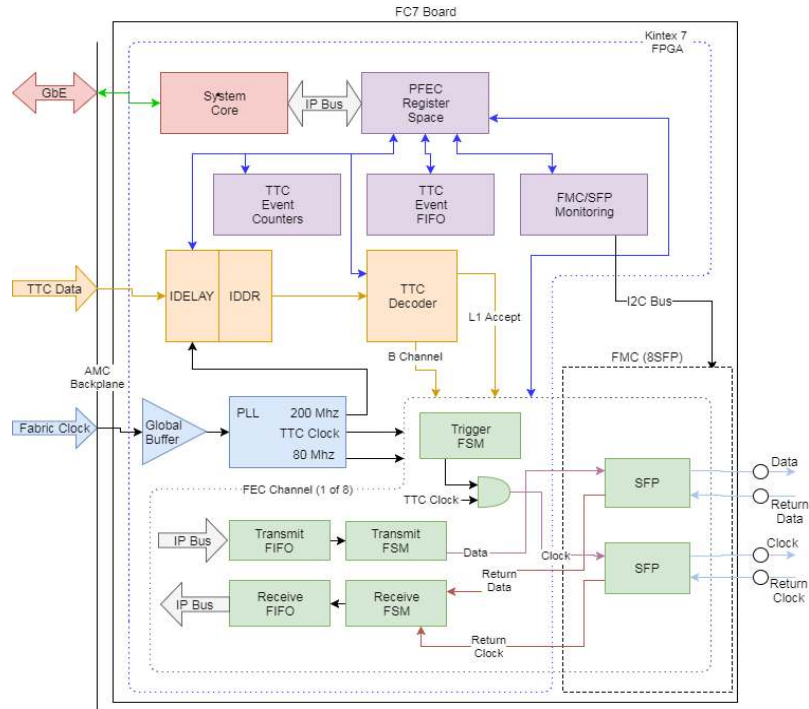 FC7 Board
Kintex 7
FPGA
GbE
System
Core
IP Bus
PFEC
Register
Space
TTC
Event
Counters
TTC
Event
FIFO
FMC/SFP
Monitoring
TTC Data
IDELAY
IDDR
TTC
Decoder
I2C Bus
L1 Accept
B Channel
FMC (8SFP)
AMC
Backplane
Fabric Clock
Global
Buffer
PLL
200 Mhz
TTC Clock
80 Mhz
Trigger
FSM
FEC Channel (1 of 8)
TTC Clock
SFP
Data
Return
Data
IP Bus
Transmit
FIFO
Transmit
FSM
Data
Clock
SFP
Clock
Return
Clock
IP Bus
Receive
FIFO
Receive
FSM
Return
Data
Return
Clock